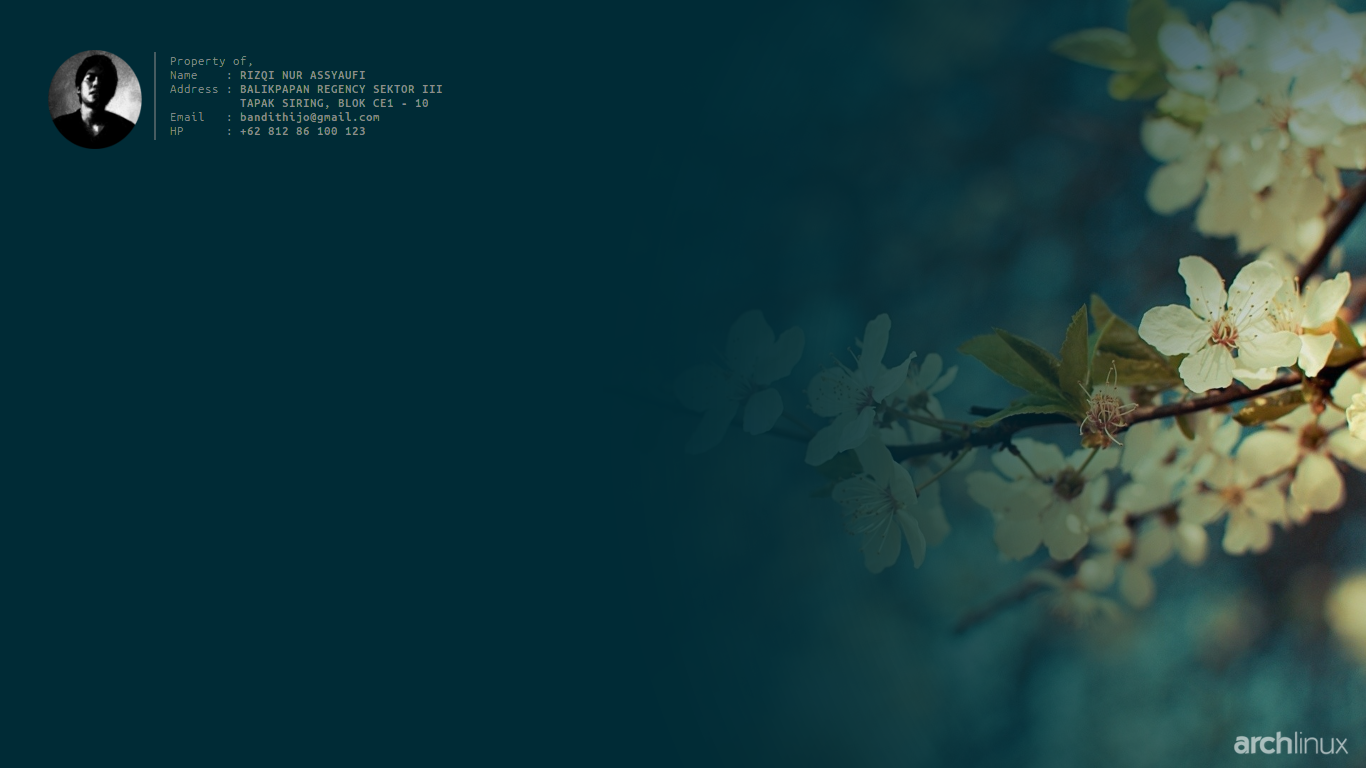 Property of,
Name : RIZQI NUR ASSYAUFI
Address : BALIKPAPAN REGENCY SEKTOR III
TAPAK SIRING, BLOK CE1 - 10
Email : bandithijo@gmail.com
HP : +62 812 86 100 123
archlinux